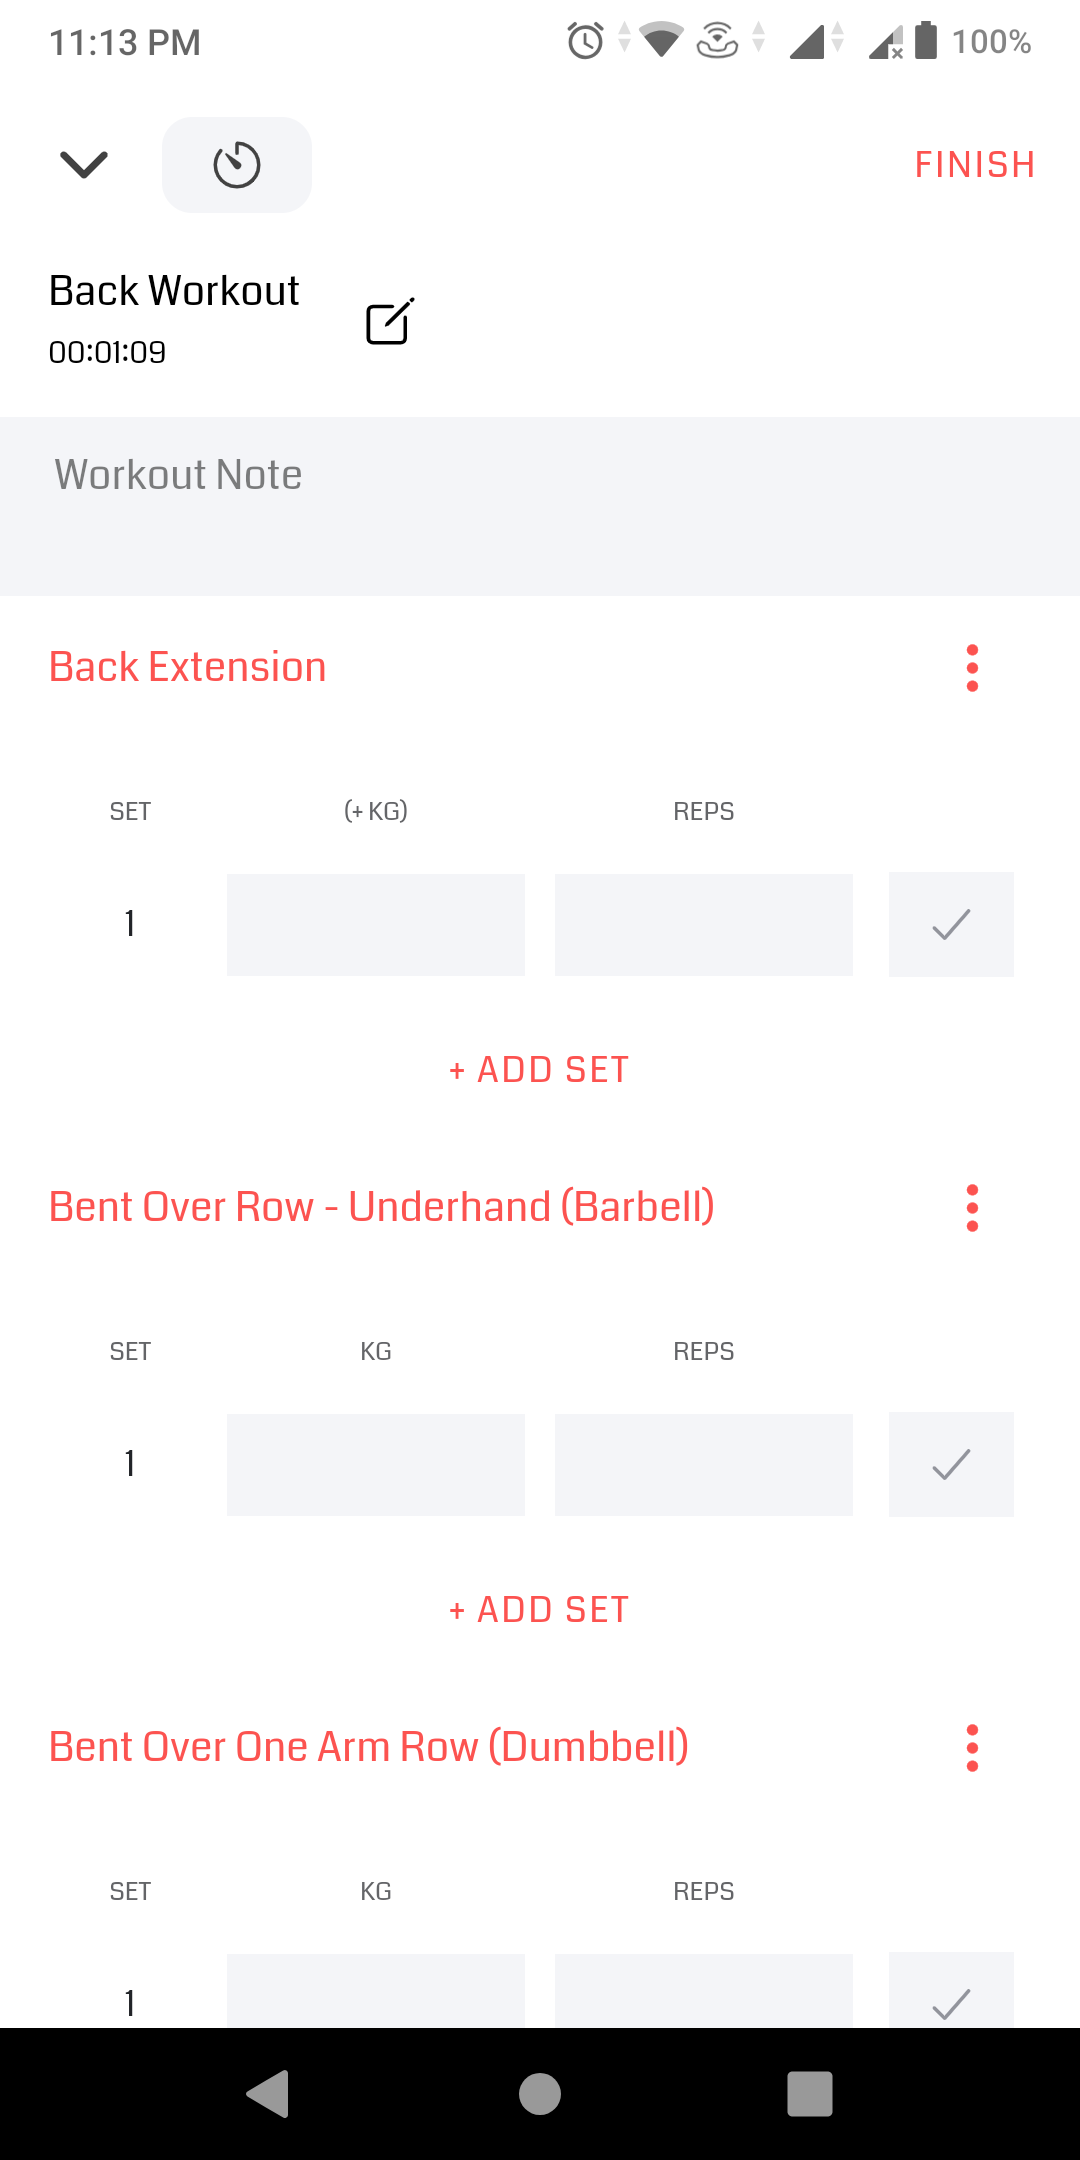 11:13 PM 100%
FINISH
Back Workout
00:01:09
Workout Note
Back Extension
SET (+ KG) REPS
1
+ ADD SET
Bent Over Row - Underhand (Barbell)
SET KG REPS
1
+ ADD SET
Bent Over One Arm Row (Dumbbell)
SET KG REPS
1